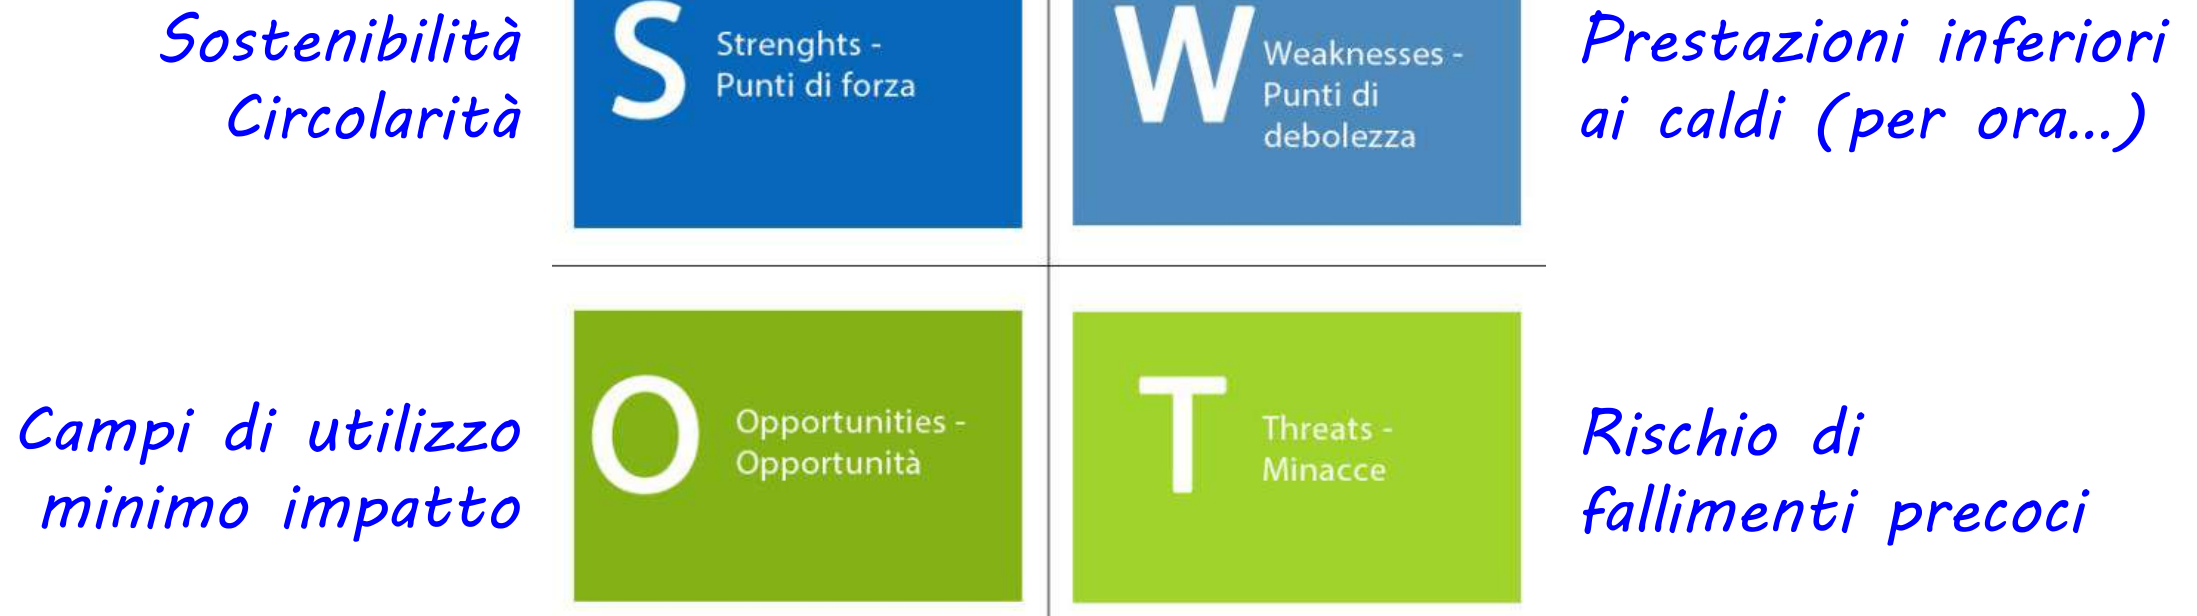 Sostenibilità
Circolarità
S
Strenghts -
Punti di forza
W
Weaknesses -
Punti di
debolezza
Prestazioni inferiori
ai caldi (per ora...)
Campi di utilizzo
minimo impatto
O
Opportunities -
Opportunità
T
Threats -
Minacce
Rischio di
fallimenti precoci